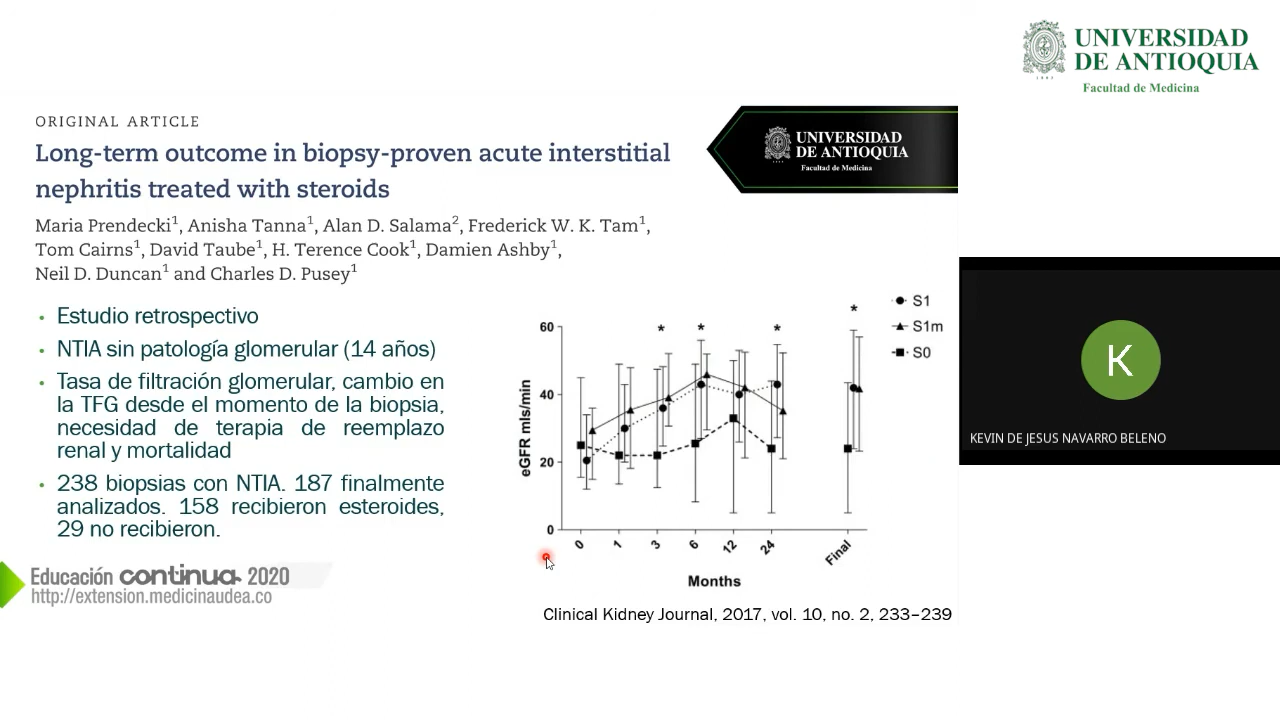 UNIVERSIDAD
DE ANTIOQUIA
1803
Facultad de Medicina
ORIGINAL ARTICLE
Long-term outcome in biopsy-proven acute interstitial
nephritis treated with steroids
Maria Prendecki1, Anisha Tanna1, Alan D. Salama2, Frederick W. K. Tam1,
Tom Cairns1, David Taube1, H. Terence Cook1, Damien Ashby1,
Neil D. Duncan1 and Charles D. Pusey1
UNIVERSIDAD
DE ANTIOQUIA
Facultad de Medicina
• Estudio retrospectivo
• NTIA sin patología glomerular (14 años)
• Tasa de filtración glomerular, cambio en
la TFG desde el momento de la biopsia,
necesidad de terapia de reemplazo
renal y mortalidad
• 238 biopsias con NTIA. 187 finalmente
analizados. 158 recibieron esteroides,
29 no recibieron.
S1
S1m
S0
* * * *
eGFR mls/min
60
40
20
0
0 1 3 6 12 24 Final
Months
Clinical Kidney Journal, 2017, vol. 10, no. 2, 233–239
Educación continua 2020
http://extension.medicinaudea.co
K
KEVIN DE JESUS NAVARRO BELENO